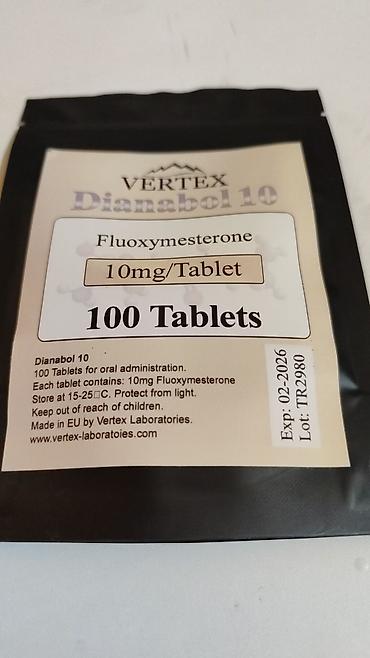 VERTEX
Dianabol 10
Fluoxymesterone
10mg/Tablet
100 Tablets
Dianabol 10
100 Tablets for oral administration.
Each tablet contains: 10mg Fluoxymesterone
Store at 15-25□C. Protect from light.
Keep out of reach of children.
Made in EU by Vertex Laboratories.
www.vertex-laboratoies.com
Exp: 02-2026
Lot: TR2980